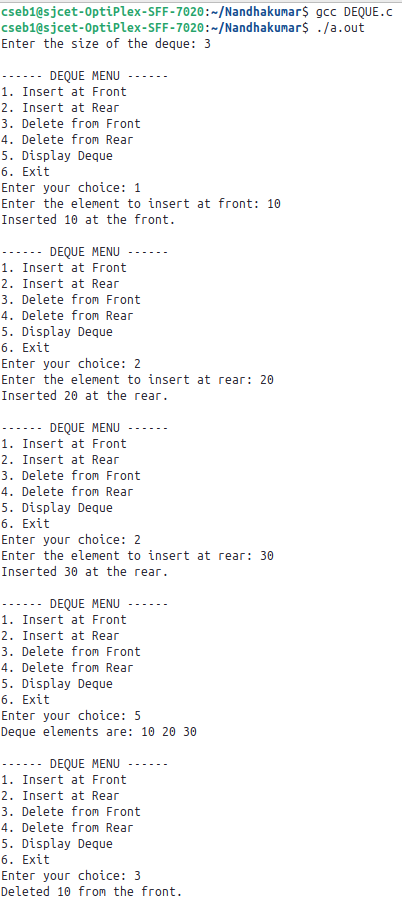 cseb1@sjcet-OptiPlex-SFF-7020:~/Nandhakumar$ gcc DEQUE.c
cseb1@sjcet-OptiPlex-SFF-7020:~/Nandhakumar$ ./a.out
Enter the size of the deque: 3

------ DEQUE MENU ------
1. Insert at Front
2. Insert at Rear
3. Delete from Front
4. Delete from Rear
5. Display Deque
6. Exit
Enter your choice: 1
Enter the element to insert at front: 10
Inserted 10 at the front.

------ DEQUE MENU ------
1. Insert at Front
2. Insert at Rear
3. Delete from Front
4. Delete from Rear
5. Display Deque
6. Exit
Enter your choice: 2
Enter the element to insert at rear: 20
Inserted 20 at the rear.

------ DEQUE MENU ------
1. Insert at Front
2. Insert at Rear
3. Delete from Front
4. Delete from Rear
5. Display Deque
6. Exit
Enter your choice: 2
Enter the element to insert at rear: 30
Inserted 30 at the rear.

------ DEQUE MENU ------
1. Insert at Front
2. Insert at Rear
3. Delete from Front
4. Delete from Rear
5. Display Deque
6. Exit
Enter your choice: 5
Deque elements are: 10 20 30

------ DEQUE MENU ------
1. Insert at Front
2. Insert at Rear
3. Delete from Front
4. Delete from Rear
5. Display Deque
6. Exit
Enter your choice: 3
Deleted 10 from the front.